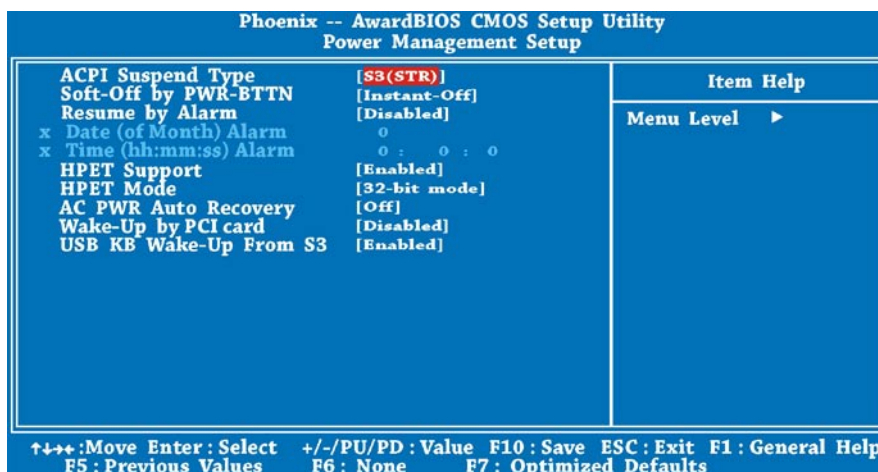 Phoenix -- AwardBIOS CMOS Setup Utility
Power Management Setup
ACPI Suspend Type [S3(STR)]
Soft-Off by PWR-BTTN [Instant-Off]
Resume by Alarm [Disabled]
x Date (of Month) Alarm 0
x Time (hh:mm:ss) Alarm 0 : 0 : 0
HPET Support [Enabled]
HPET Mode [32-bit mode]
AC PWR Auto Recovery [Off]
Wake-Up by PCI card [Disabled]
USB KB Wake-Up From S3 [Enabled]
Item Help
Menu Level ►
↑↓→←:Move Enter : Select +/-/PU/PD : Value F10 : Save ESC : Exit F1 : General Help
F5 : Previous Values F6 : None F7 : Optimized Defaults